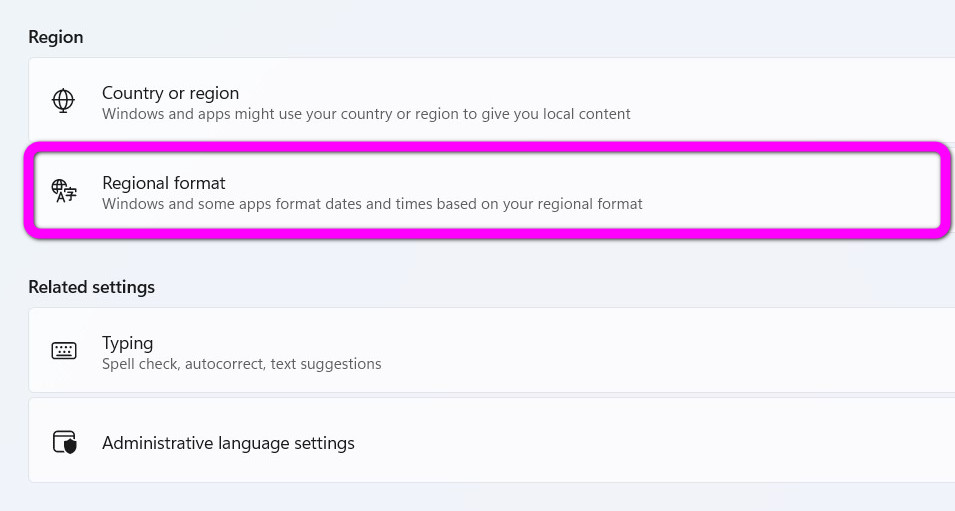 Region
Country or region
Windows and apps might use your country or region to give you local content
Regional format
Windows and some apps format dates and times based on your regional format
Related settings
Typing
Spell check, autocorrect, text suggestions
Administrative language settings